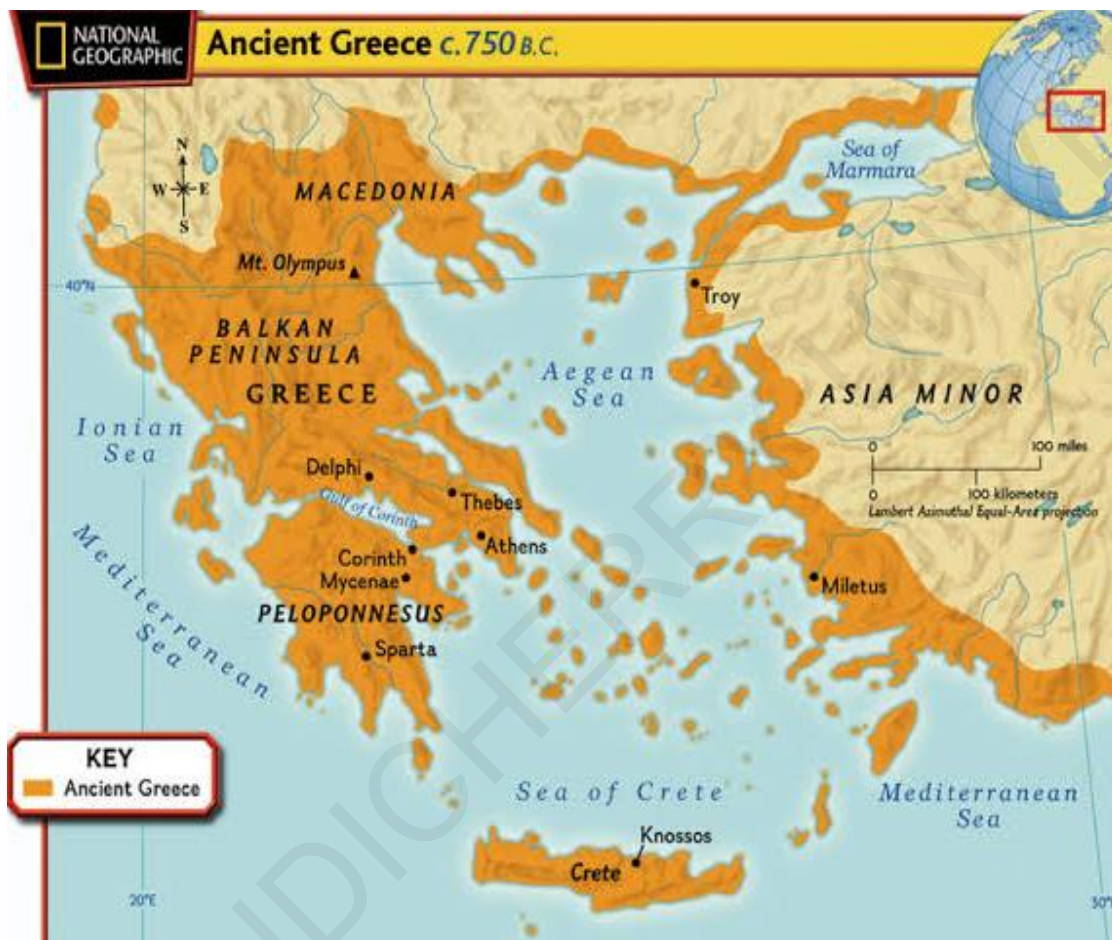 NATIONAL
GEOGRAPHIC
Ancient Greece c.750 B.C.
N
W E
S
Sea of
Marmara
MACEDONIA
Mt. Olympus
40°N
Troy
BALKAN
PENINSULA
GREECE
Aegean
Sea
ASIA MINOR
Ionian
Sea
0 100 miles
0 100 kilometers
Lambert Azimuthal Equal-Area projection
Delphi
Gulf of Corinth
Thebes
Athens
Corinth
Mycenae
Miletus
PELOPONNESUS
Mediterranean
Sea
Sparta
KEY
Ancient Greece
Sea of Crete
Mediterranean
Sea
Knossos
Crete
20°E